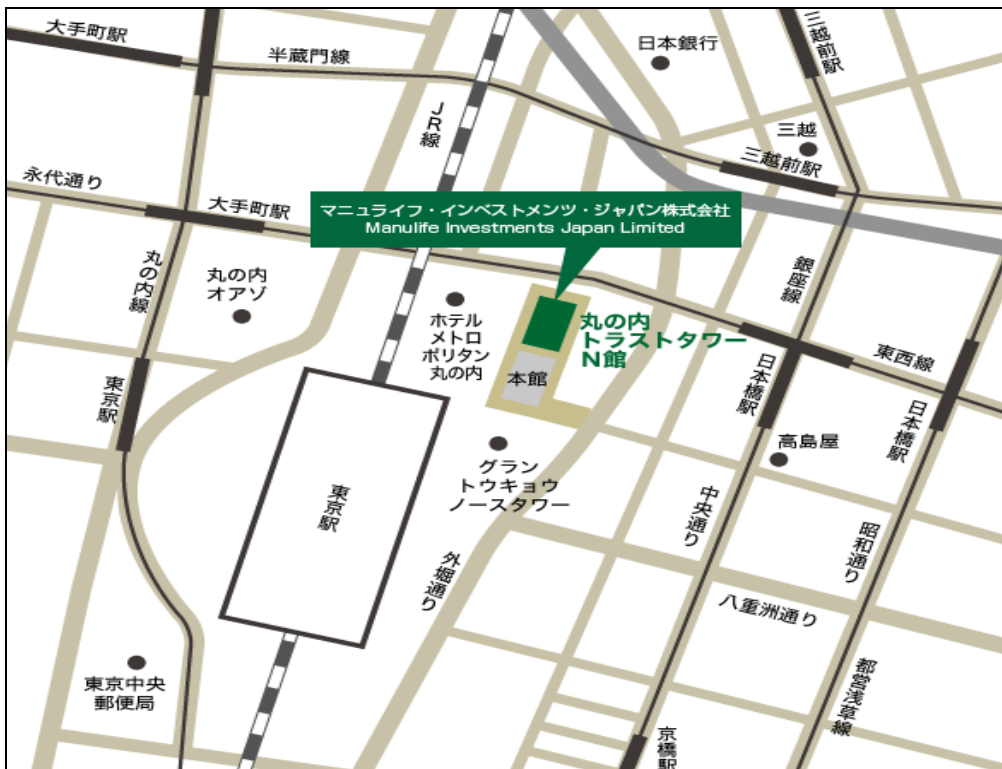 大手町駅
半蔵門線
日本銀行
三越前駅
JR線
三越
三越前駅
永代通り
大手町駅
マニュライフ・インベストメンツ・ジャパン株式会社
Manulife Investments Japan Limited
丸の内線
丸の内
オアゾ
銀座線
ホテル
メトロ
ポリタン
丸の内
丸の内
トラストタワー
N館
本館
東西線
東京駅
日本橋駅
日本橋駅
高島屋
グラン
トウキョウ
ノースタワー
東京駅
中央通り
昭和通り
外堀通り
八重洲通り
東京中央
郵便局
都営浅草線
京橋駅